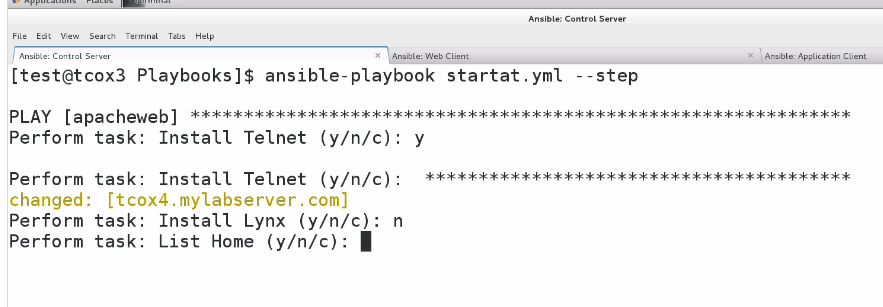 Applications Places Terminal
Ansible: Control Server
File Edit View Search Terminal Tabs Help
Ansible: Control Server × Ansible: Web Client × Ansible: Application Client
[test@tcox3 Playbooks]$ ansible-playbook startat.yml --step
PLAY [apacheweb] **************************************************************
Perform task: Install Telnet (y/n/c): y
Perform task: Install Telnet (y/n/c):  ****************************************
changed: [tcox4.mylabserver.com]
Perform task: Install Lynx (y/n/c): n
Perform task: List Home (y/n/c):